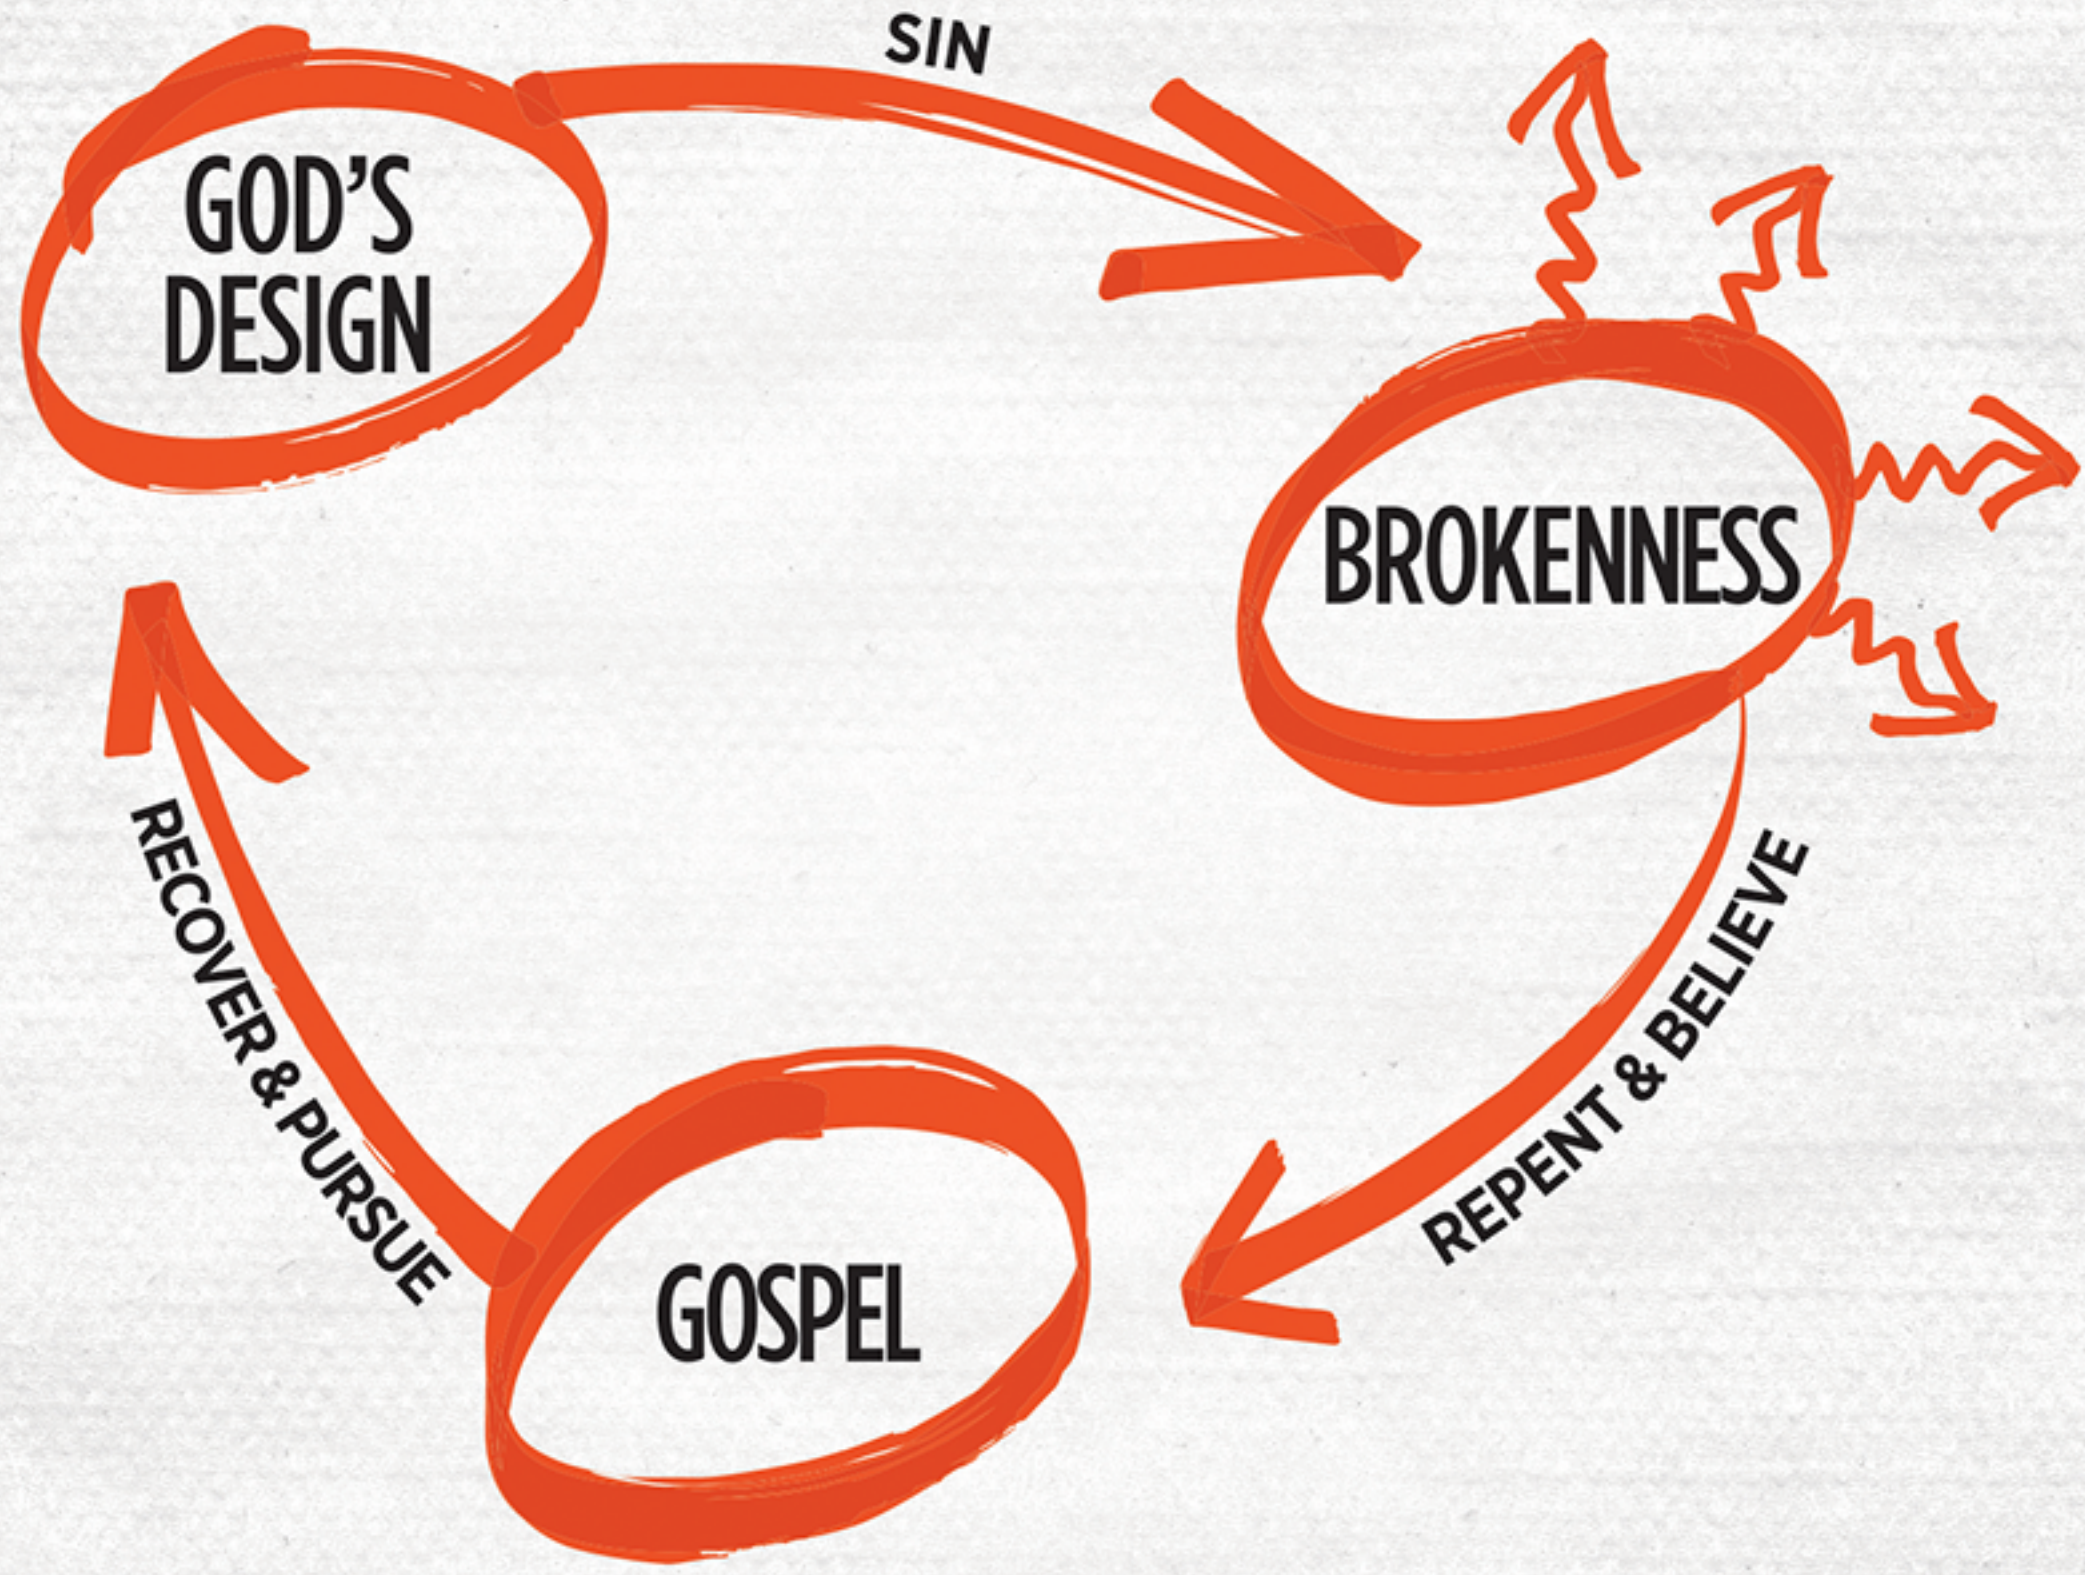 SIN
GOD'S
DESIGN
BROKENNESS
RECOVER & PURSUE
REPENT & BELIEVE
GOSPEL